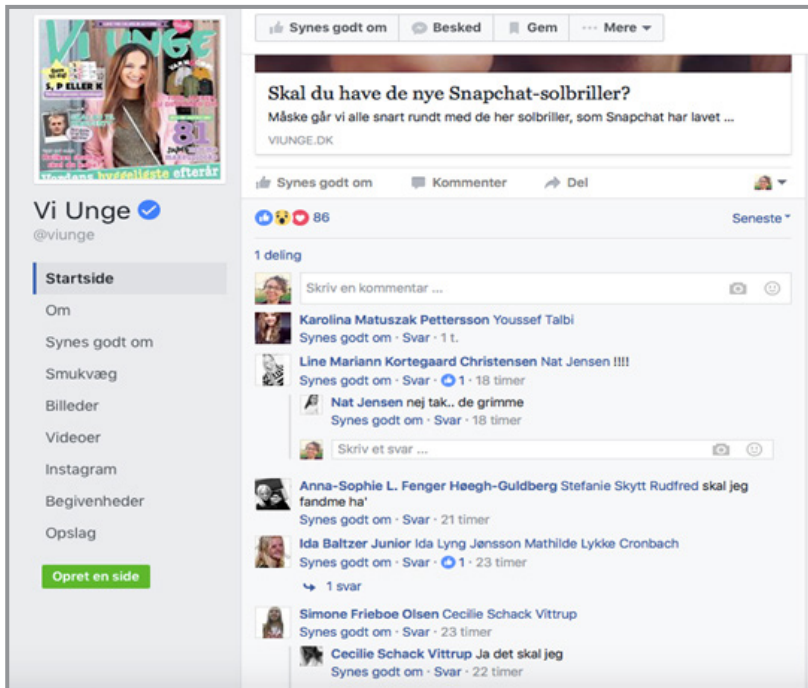 Vi UNGE
S, P ELLER K
81
Verdens hyggeligste efterår
Vi Unge
@viunge
Startside
Om
Synes godt om
Smukvæg
Billeder
Videoer
Instagram
Begivenheder
Opslag
Opret en side
Synes godt om
Besked
Gem
Mere
Skal du have de nye Snapchat-solbriller?
Måske går vi alle snart rundt med de her solbriller, som Snapchat har lavet ...
VIUNGE.DK
Synes godt om Kommenter Del
86 Seneste
1 deling
Skriv en kommentar ...
Karolina Matuszak Pettersson Youssef Talbi
Synes godt om · Svar · 1 t.
Line Mariann Kortegaard Christensen Nat Jensen !!!!
Synes godt om · Svar · 1 · 18 timer
Nat Jensen nej tak.. de grimme
Synes godt om · Svar · 18 timer
Skriv et svar ...
Anna-Sophie L. Fenger Høegh-Guldberg Stefanie Skytt Rudfred skal jeg
fandme ha'
Synes godt om · Svar · 21 timer
Ida Baltzer Junior Ida Lyng Jønsson Mathilde Lykke Cronbach
Synes godt om · Svar · 1 · 23 timer
1 svar
Simone Frieboe Olsen Cecilie Schack Vittrup
Synes godt om · Svar · 23 timer
Cecilie Schack Vittrup Ja det skal jeg
Synes godt om · Svar · 22 timer